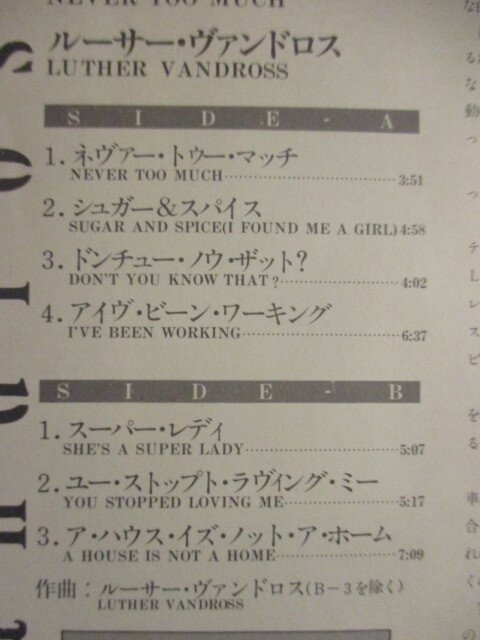 NEVER TOO MUCH
ルーサー・ヴァンドロス
LUTHER VANDROSS
SIDE-A
1. ネヴァー・トゥー・マッチ
NEVER TOO MUCH 3:51
2. シュガー&スパイス
SUGAR AND SPICE(I FOUND ME A GIRL) 4:58
3. ドンチュー・ノウ・ザット?
DON'T YOU KNOW THAT? 4:02
4. アイヴ・ビーン・ワーキング
I'VE BEEN WORKING 6:37
SIDE-B
1. スーパー・レディ
SHE'S A SUPER LADY 5:07
2. ユー・ストップト・ラヴィング・ミー
YOU STOPPED LOVING ME 5:17
3. ア・ハウス・イズ・ノット・ア・ホーム
A HOUSE IS NOT A HOME 7:09
作曲:ルーサー・ヴァンドロス(B-3を除く)
LUTHER VANDROSS